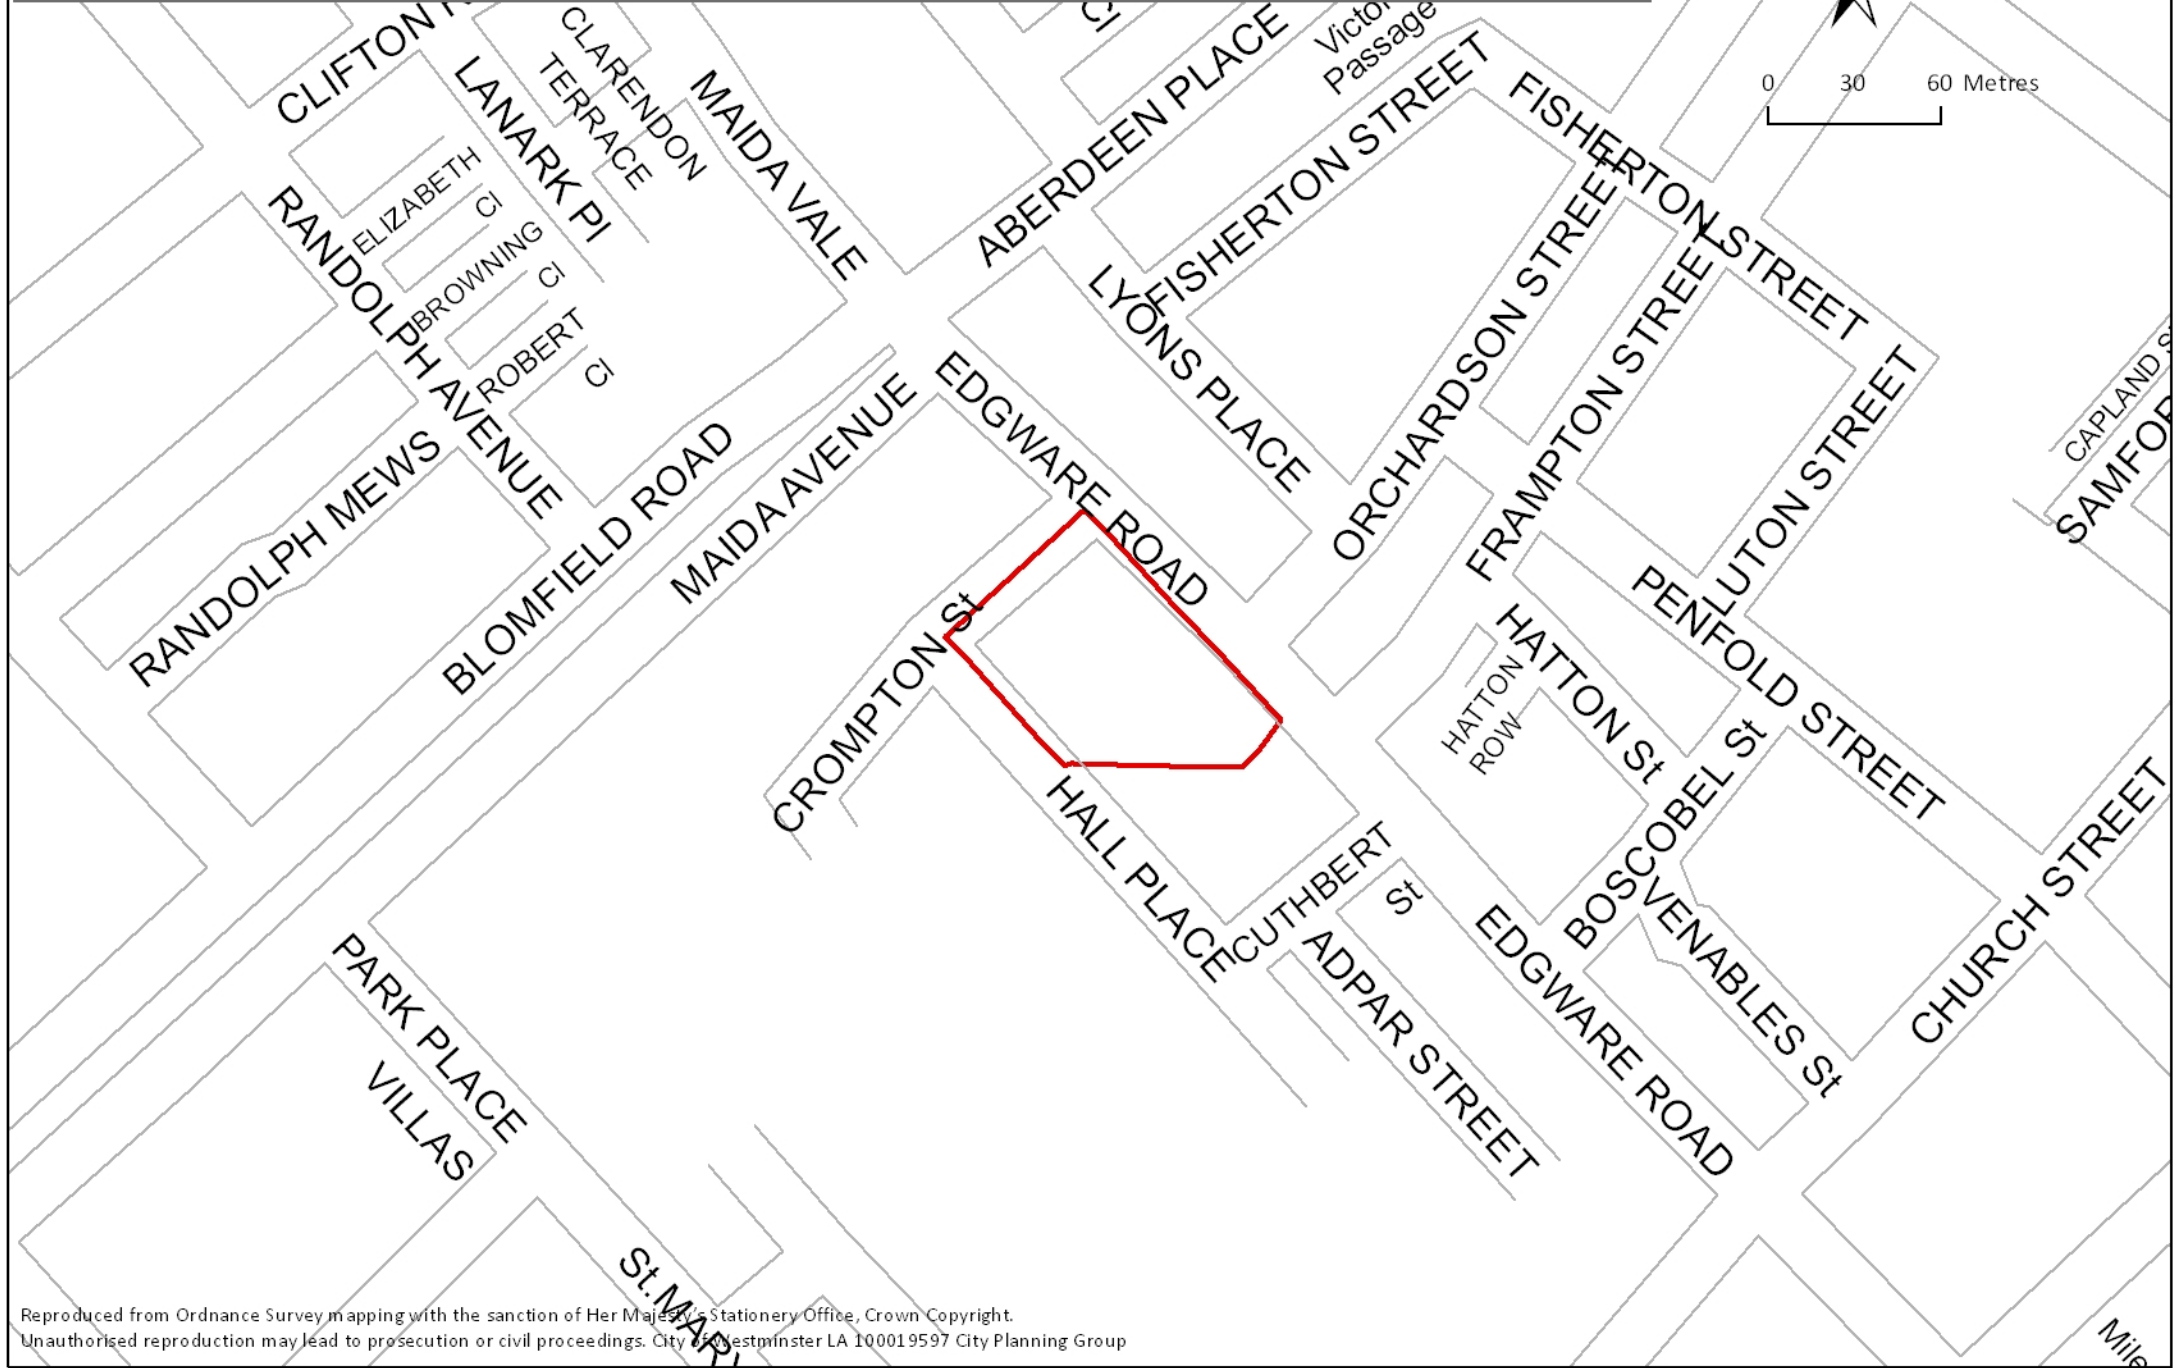 CLIFTON
LANARK Pl
CLARENDON
TERRACE
MAIDA VALE
Cl
ABERDEEN PLACE
Passage
FISHERTON STREET
FISHERTON STREET
0 30 60 Metres
ELIZABETH
Cl
BROWNING
Cl
ROBERT
Cl
RANDOLPH AVENUE
RANDOLPH MEWS
BLOMFIELD ROAD
MAIDA AVENUE
EDGWARE ROAD
LYONS PLACE
ORCHARDSON STREET
FRAMPTON STREET
LUTON STREET
PENFOLD STREET
CAPLAND
HATTON St
HATTON
ROW
CROMPTON St
HALL PLACE
CUTHBERT
St
BOSCOBEL St
VENABLES St
CHURCH STREET
ADPAR STREET
EDGWARE ROAD
PARK PLACE
VILLAS
St.MARY
Reproduced from Ordnance Survey mapping with the sanction of Her Majesty's Stationery Office, Crown Copyright.
Unauthorised reproduction may lead to prosecution or civil proceedings. City of Westminster LA 100019597 City Planning Group